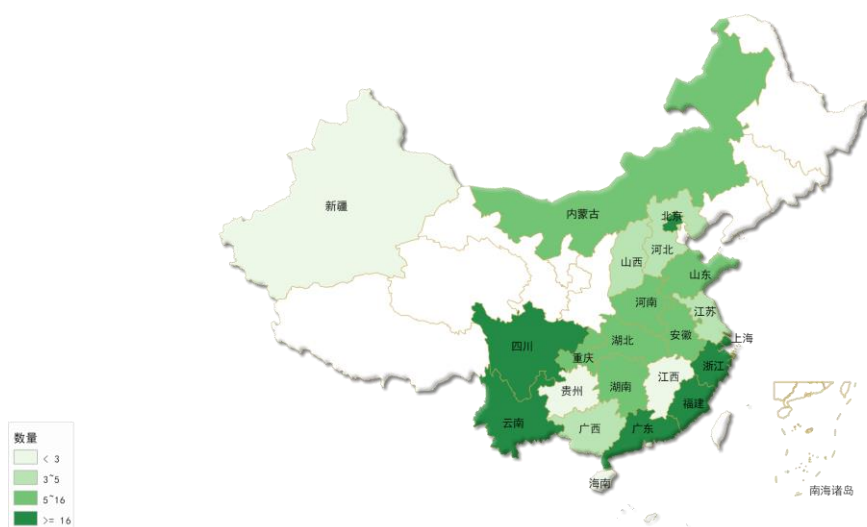 新疆
内蒙古
北京
河北
山西
山东
河南
江苏
安徽
上海
四川
重庆
湖北
浙江
贵州
湖南
江西
福建
云南
广西
广东
海南
南海诸岛
数量
< 3
3~5
5~16
>= 16